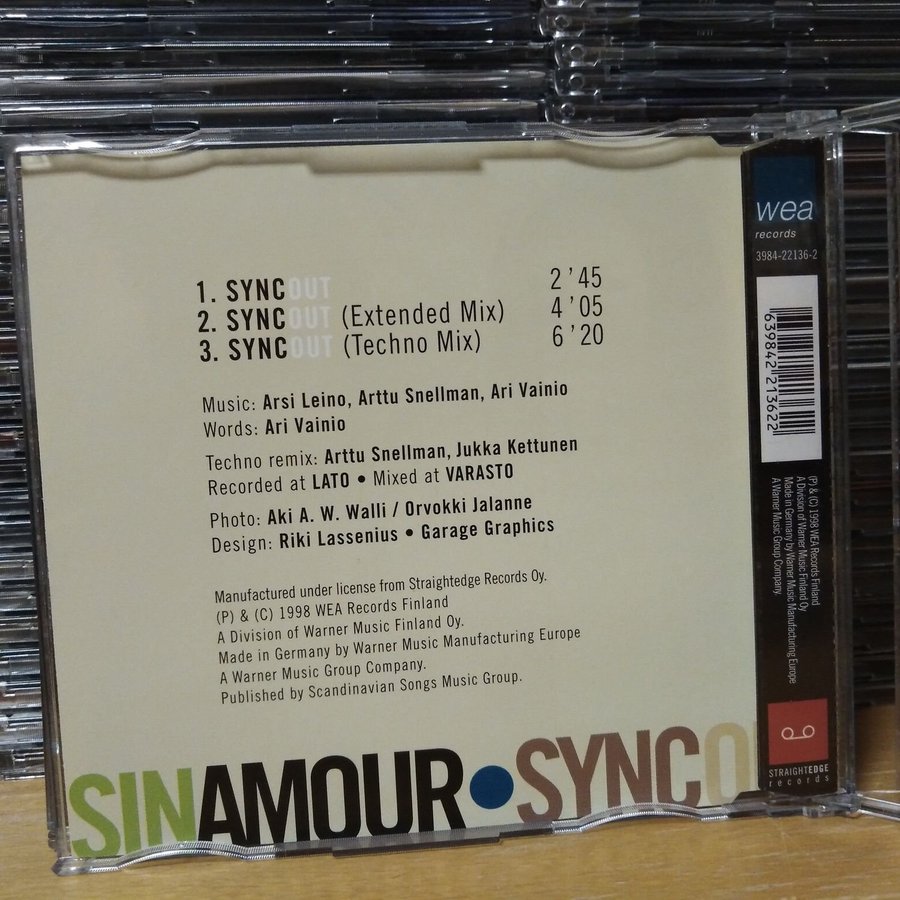 1. SYNCOUT 2'45
2. SYNCOUT (Extended Mix) 4'05
3. SYNCOUT (Techno Mix) 6'20
Music: Arsi Leino, Arttu Snellman, Ari Vainio
Words: Ari Vainio
Techno remix: Arttu Snellman, Jukka Kettunen
Recorded at LATO • Mixed at VARASTO
Photo: Aki A. W. Walli / Orvokki Jalanne
Design: Riki Lassenius • Garage Graphics
Manufactured under license from Straightedge Records Oy.
(P) & (C) 1998 WEA Records Finland
A Division of Warner Music Finland Oy.
Made in Germany by Warner Music Manufacturing Europe
A Warner Music Group Company.
Published by Scandinavian Songs Music Group.
SINAMOUR•SYNCO
wea
records
3984-22136-2
639842 213622
(P) & (C) 1998 WEA Records Finland
A Division of Warner Music Finland Oy
Made in Germany by Warner Music Manufacturing Europe
A Warner Music Group Company.
STRAIGHTEDGE
records